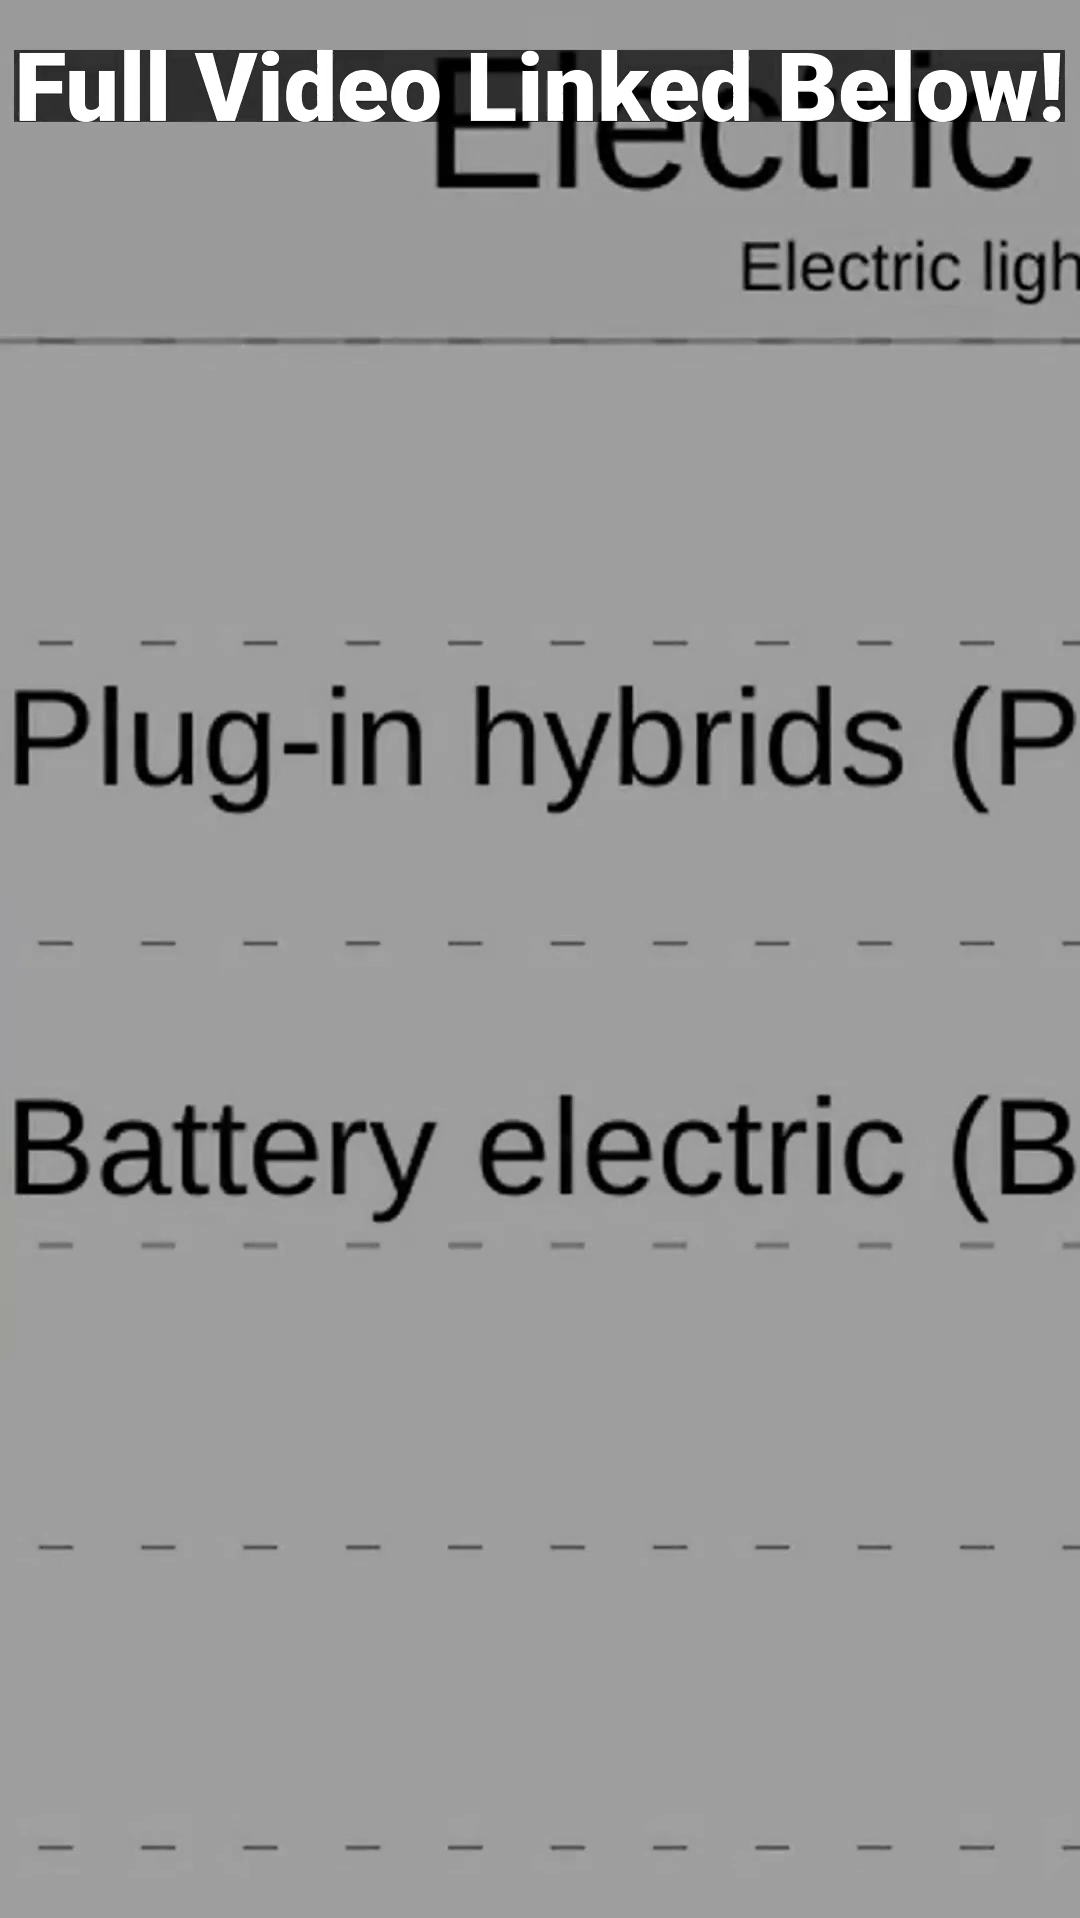 Full Video Linked Below!
Electric
Electric ligh
Plug-in hybrids (P
Battery electric (B